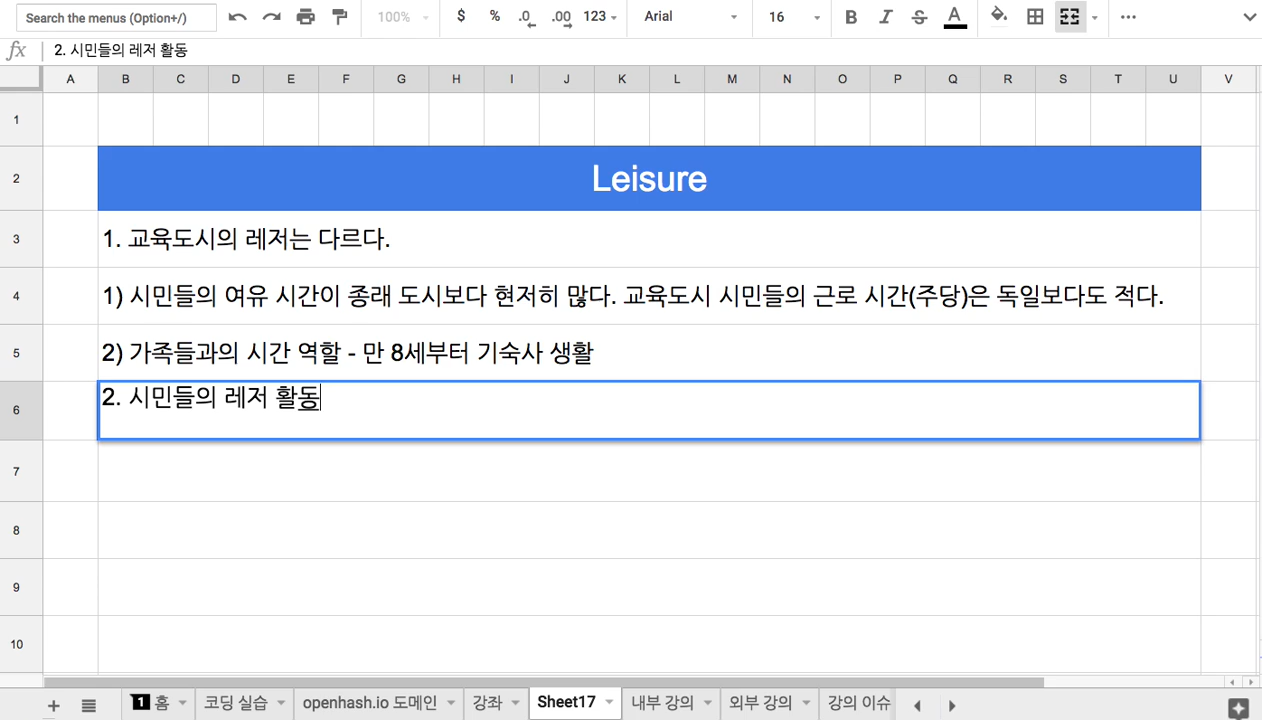 Search the menus (Option+/)
100%
$ % .0 .00 123
Arial
16
B I S A
fx 2. 시민들의 레저 활동
A B C D E F G H I J K L M N O P Q R S T U V
1
2 Leisure
3 1. 교육도시의 레저는 다르다.
4 1) 시민들의 여유 시간이 종래 도시보다 현저히 많다. 교육도시 시민들의 근로 시간(주당)은 독일보다도 적다.
5 2) 가족들과의 시간 역할 - 만 8세부터 기숙사 생활
6 2. 시민들의 레저 활동
7
8
9
10
1 홈 코딩 실습 openhash.io 도메인 강좌 Sheet17 내부 강의 외부 강의 강의 이슈